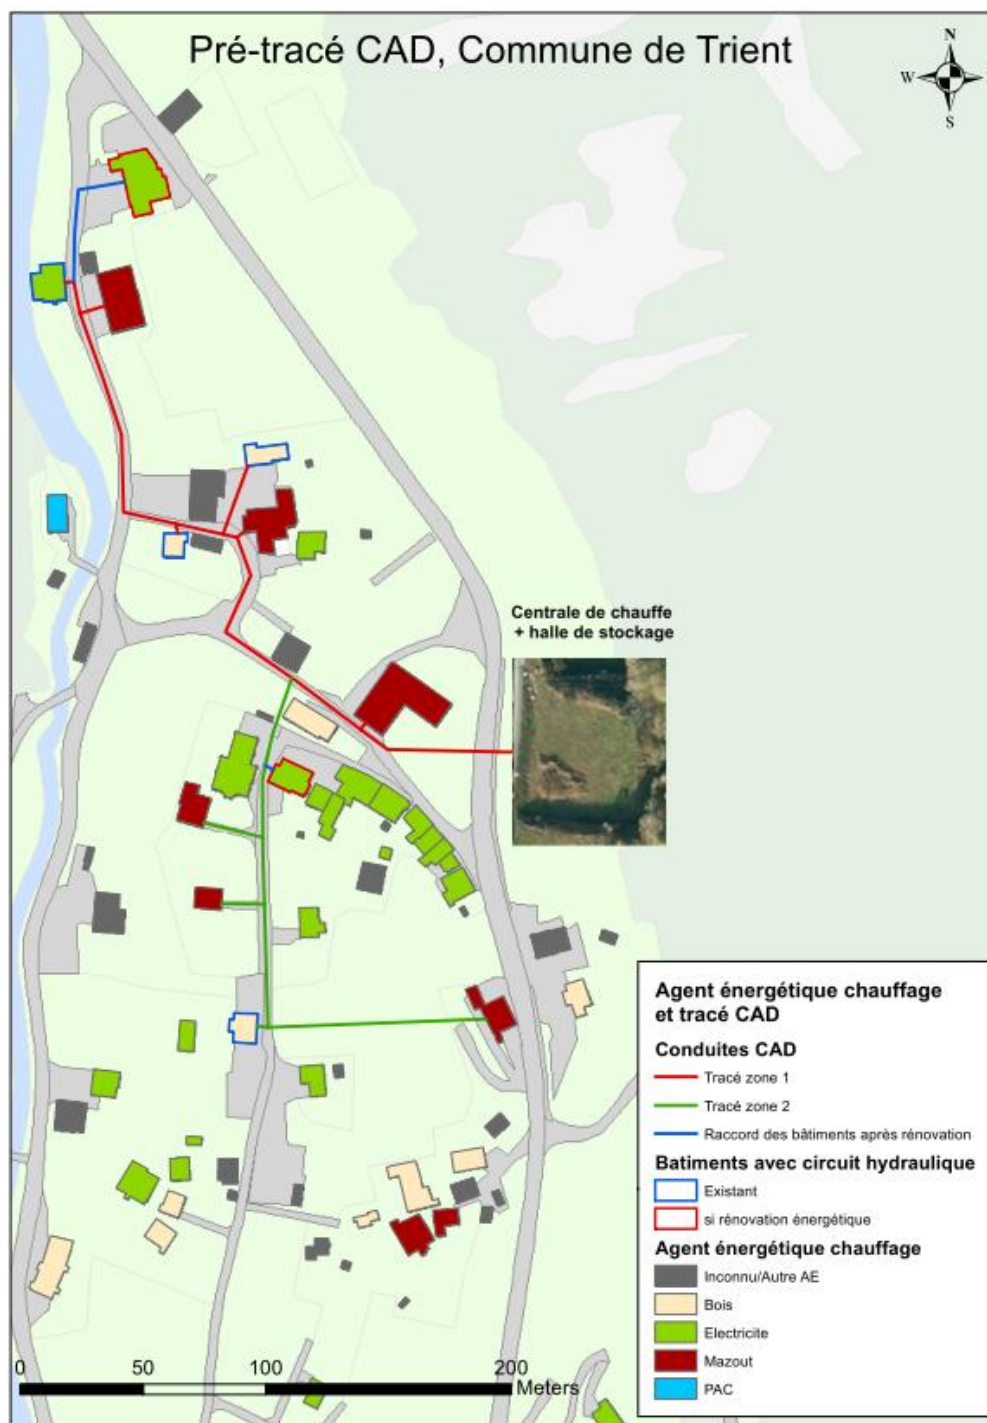 Pré-tracé CAD, Commune de Trient
N
W
S
Centrale de chauffe
+ halle de stockage
Agent énergétique chauffage
et tracé CAD
Conduites CAD
Tracé zone 1
Tracé zone 2
Raccord des bâtiments après rénovation
Batiments avec circuit hydraulique
Existant
si rénovation énergétique
Agent énergétique chauffage
Inconnu/Autre AE
Bois
Electricite
Mazout
PAC
0 50 100 200
Meters